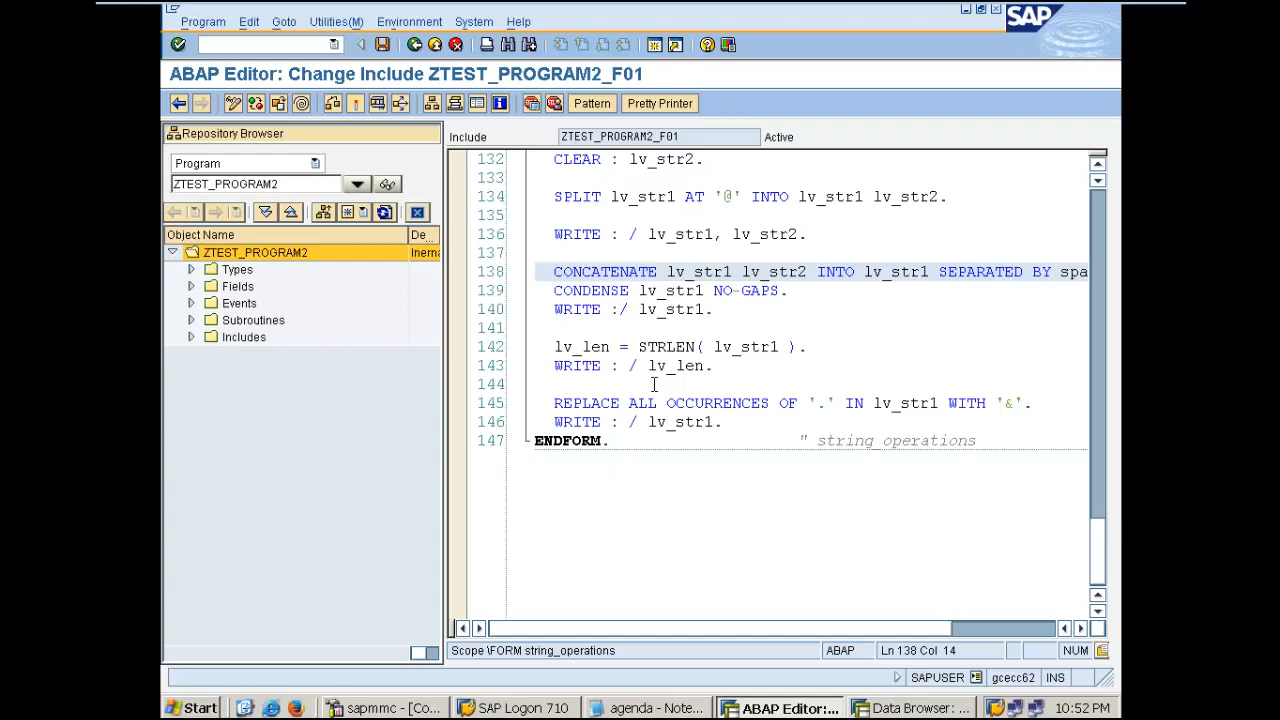 Program Edit Goto Utilities(M) Environment System Help
SAP
ABAP Editor: Change Include ZTEST_PROGRAM2_F01
Pattern Pretty Printer
Repository Browser
Include ZTEST_PROGRAM2_F01 Active
Program
ZTEST_PROGRAM2
Object Name De...
ZTEST_PROGRAM2 Inerna
Types
Fields
Events
Subroutines
Includes
132 CLEAR : lv_str2.
133
134 SPLIT lv_str1 AT '@' INTO lv_str1 lv_str2.
135
136 WRITE : / lv_str1, lv_str2.
137
138 CONCATENATE lv_str1 lv_str2 INTO lv_str1 SEPARATED BY spa
139 CONDENSE lv_str1 NO-GAPS.
140 WRITE :/ lv_str1.
141
142 lv_len = STRLEN( lv_str1 ).
143 WRITE : / lv_len.
144
145 REPLACE ALL OCCURRENCES OF '.' IN lv_str1 WITH '&'.
146 WRITE : / lv_str1.
147 ENDFORM. " string_operations
Scope \FORM string_operations ABAP Ln 138 Col 14 NUM
SAPUSER gcecc62 INS
Start sapmmc - [Co... SAP Logon 710 agenda - Note... ABAP Editor:... Data Browser: ... 10:52 PM